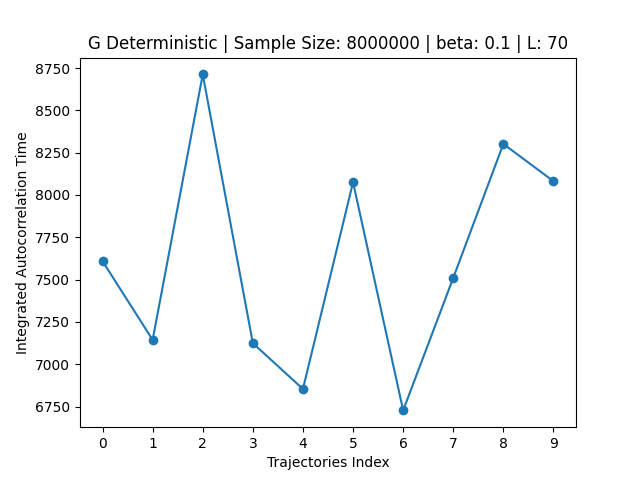 G Deterministic | Sample Size: 8000000 | beta: 0.1 | L: 70
Integrated Autocorrelation Time
8750
8500
8250
8000
7750
7500
7250
7000
6750
0 1 2 3 4 5 6 7 8 9
Trajectories Index